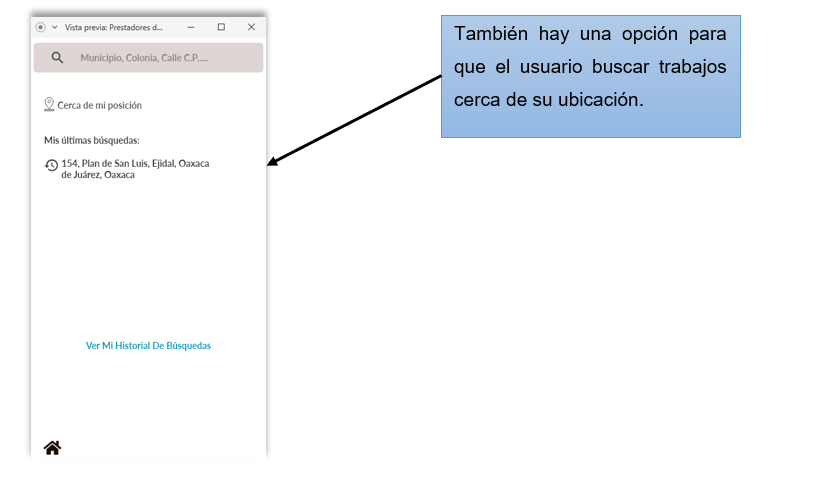 Vista previa: Prestadores d...
Municipio, Colonia, Calle C.P.....
Cerca de mi posición
Mis últimas búsquedas:
154, Plan de San Luis, Ejidal, Oaxaca
de Juárez, Oaxaca
Ver Mi Historial De Búsquedas
También hay una opción para
que el usuario buscar trabajos
cerca de su ubicación.